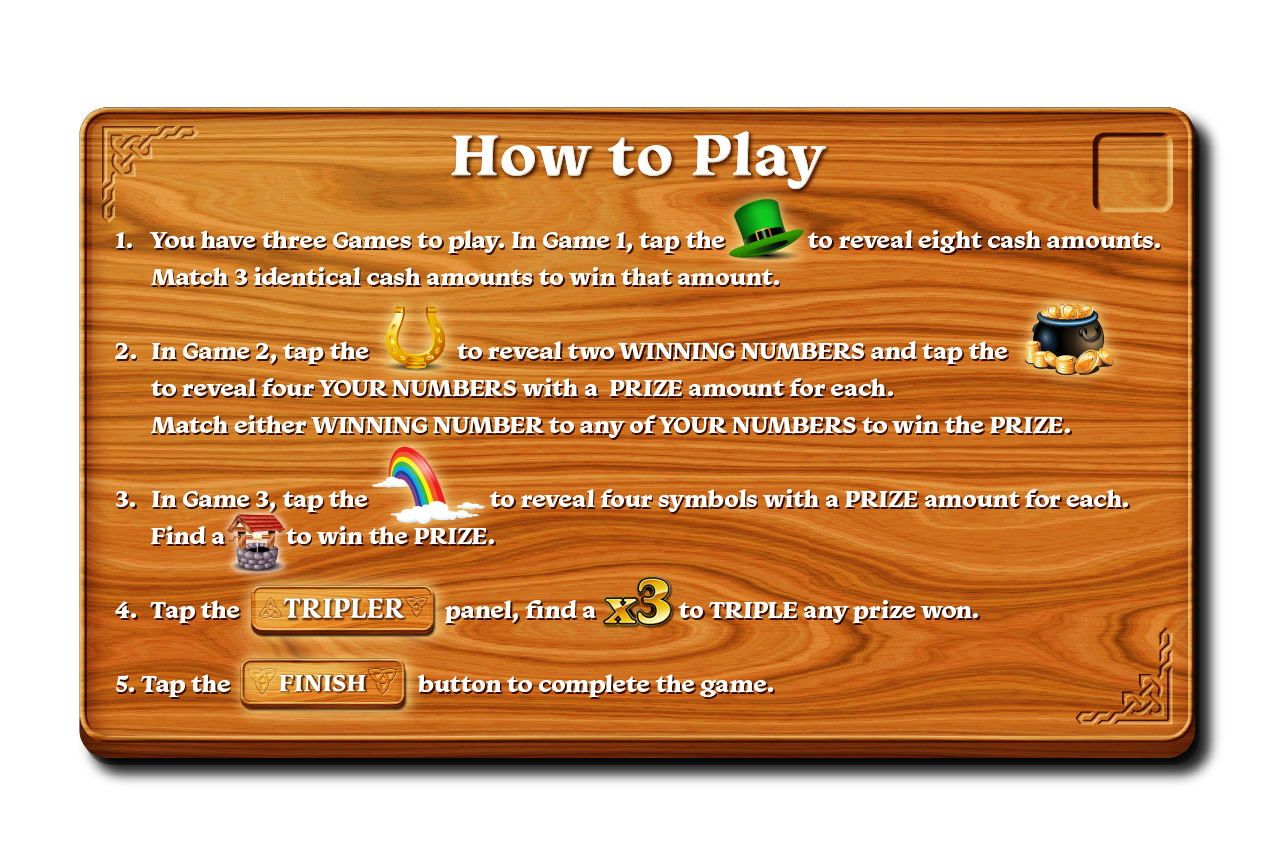 How to Play
1. You have three Games to play. In Game 1, tap the to reveal eight cash amounts.
Match 3 identical cash amounts to win that amount.
2. In Game 2, tap the to reveal two WINNING NUMBERS and tap the
to reveal four YOUR NUMBERS with a PRIZE amount for each.
Match either WINNING NUMBER to any of YOUR NUMBERS to win the PRIZE.
3. In Game 3, tap the to reveal four symbols with a PRIZE amount for each.
Find a to win the PRIZE.
4. Tap the TRIPLER panel, find a x3 to TRIPLE any prize won.
5. Tap the FINISH button to complete the game.